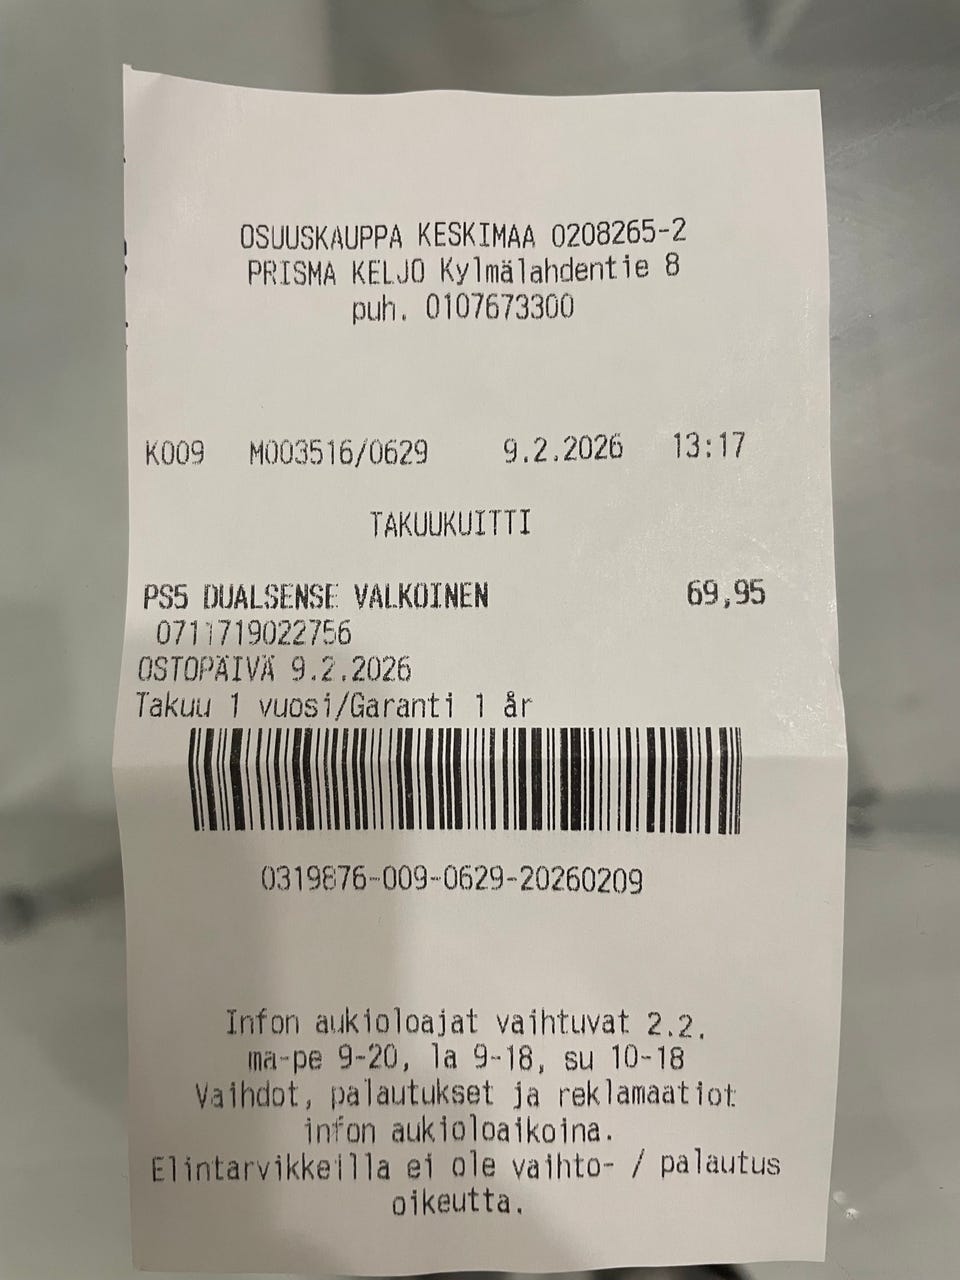 OSUUSKAUPPA KESKIMAA 0208265-2
PRISMA KELJO Kylmälahdentie 8
puh. 0107673300
K009 M003516/0629 9.2.2026 13:17
TAKUUKUITTI
PS5 DUALSENSE VALKOINEN 69,95
0711719022756
OSTOPÄIVÄ 9.2.2026
Takuu 1 vuosi/Garanti 1 år
0319876-009-0629-20260209
Infon aukioloajat vaihtuvat 2.2.
ma-pe 9-20, la 9-18, su 10-18
Vaihdot, palautukset ja reklamaatiot
infon aukioloaikoina.
Elintarvikkeilla ei ole vaihto- / palautus
oikeutta.